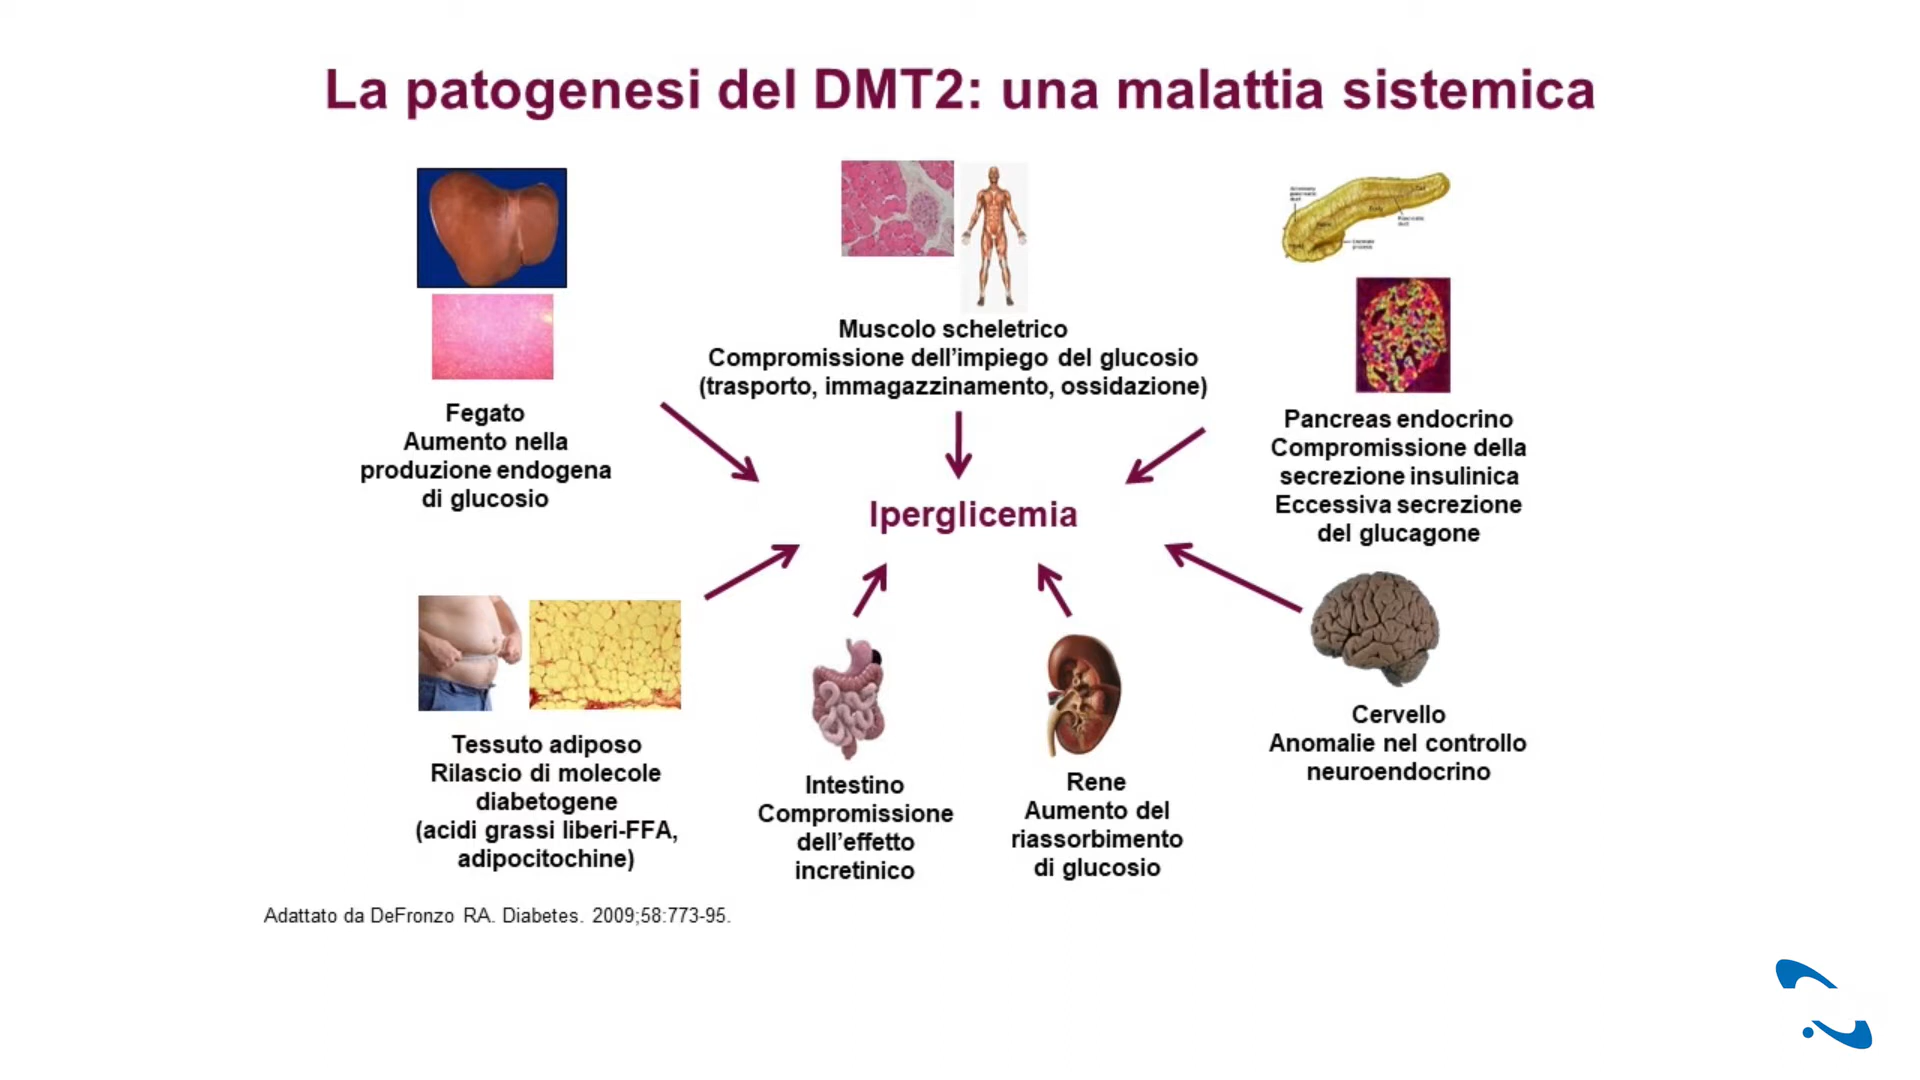 La patogenesi del DMT2: una malattia sistemica
Muscolo scheletrico
Compromissione dell'impiego del glucosio
(trasporto, immagazzinamento, ossidazione)
Fegato
Aumento nella
produzione endogena
di glucosio
Pancreas endocrino
Compromissione della
secrezione insulinica
Eccessiva secrezione
del glucagone
Iperglicemia
Tessuto adiposo
Rilascio di molecole
diabetogene
(acidi grassi liberi-FFA,
adipocitochine)
Intestino
Compromissione
dell'effetto
incretinico
Rene
Aumento del
riassorbimento
di glucosio
Cervello
Anomalie nel controllo
neuroendocrino
Adattato da DeFronzo RA. Diabetes. 2009;58:773-95.